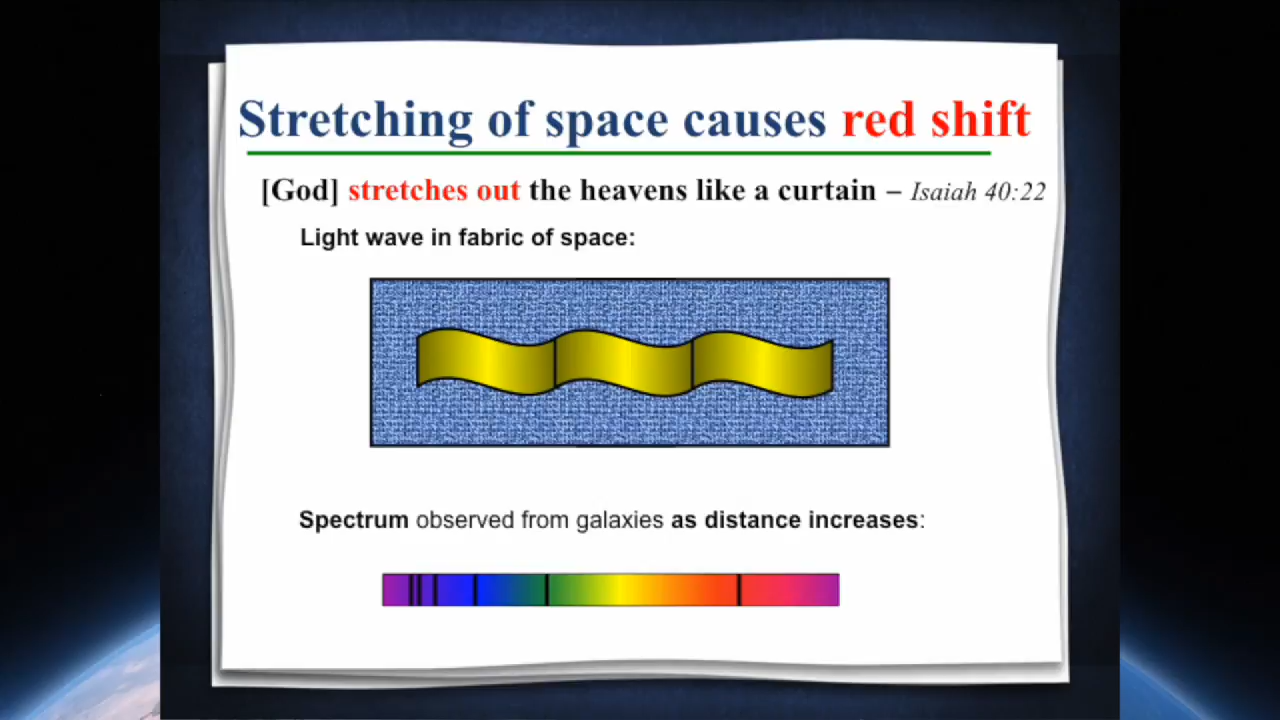 Stretching of space causes red shift
[God] stretches out the heavens like a curtain – Isaiah 40:22
Light wave in fabric of space:
Spectrum observed from galaxies as distance increases: